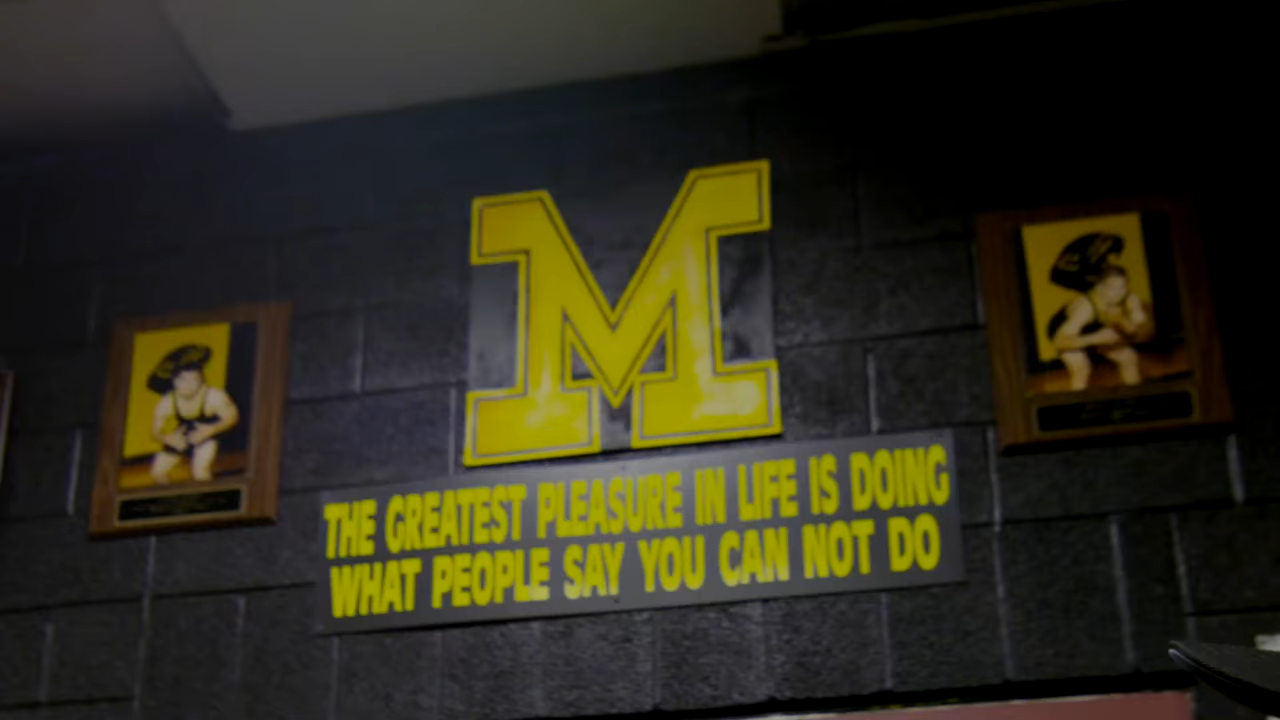 M
THE GREATEST PLEASURE IN LIFE IS DOING
WHAT PEOPLE SAY YOU CAN NOT DO